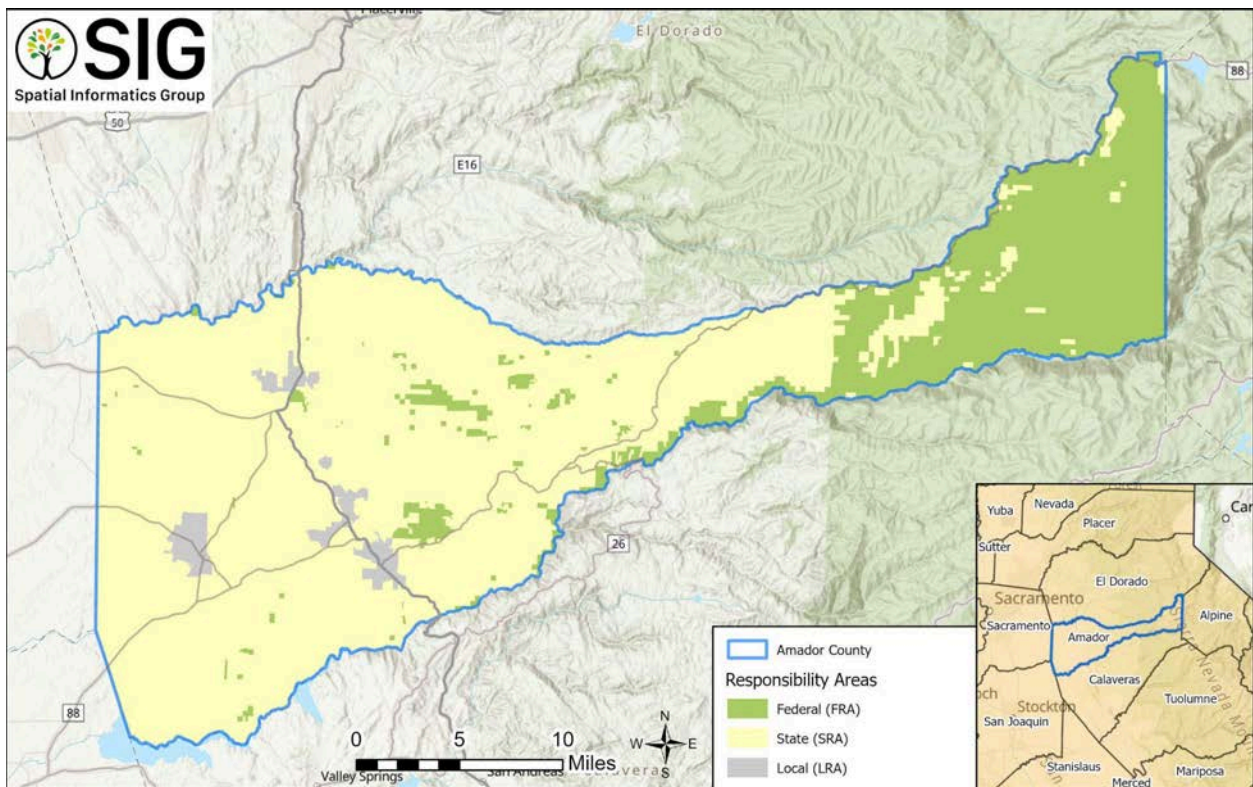 Placerville
El Dorado
SIG
Spatial Informatics Group
88
50
E16
26
Nevada
Yuba
Placer
Sutter
El Dorado
Sacramento
Sacramento
Alpine
Amador
Calaveras
Stockton
Tuolumne
San Joaquin
Stanislaus
Mariposa
Merced
Amador County
Responsibility Areas
Federal (FRA)
State (SRA)
Local (LRA)
88
N
W
E
S
0 5 10
Miles
Valley Springs
San Andreas